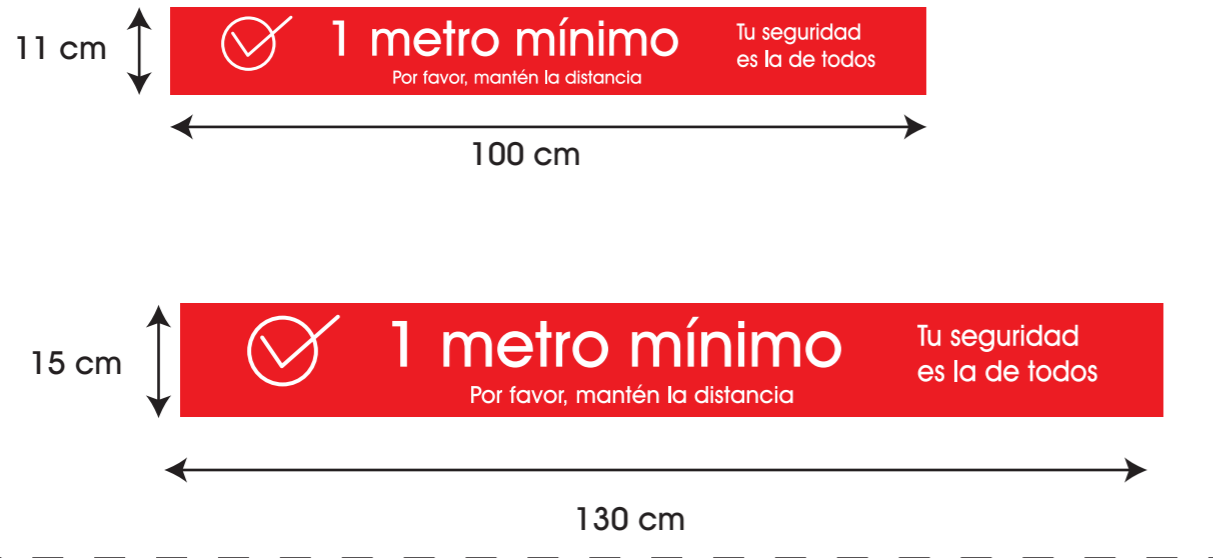 11 cm
1 metro mínimo
Por favor, mantén la distancia
Tu seguridad
es la de todos
100 cm
15 cm
1 metro mínimo
Por favor, mantén la distancia
Tu seguridad
es la de todos
130 cm